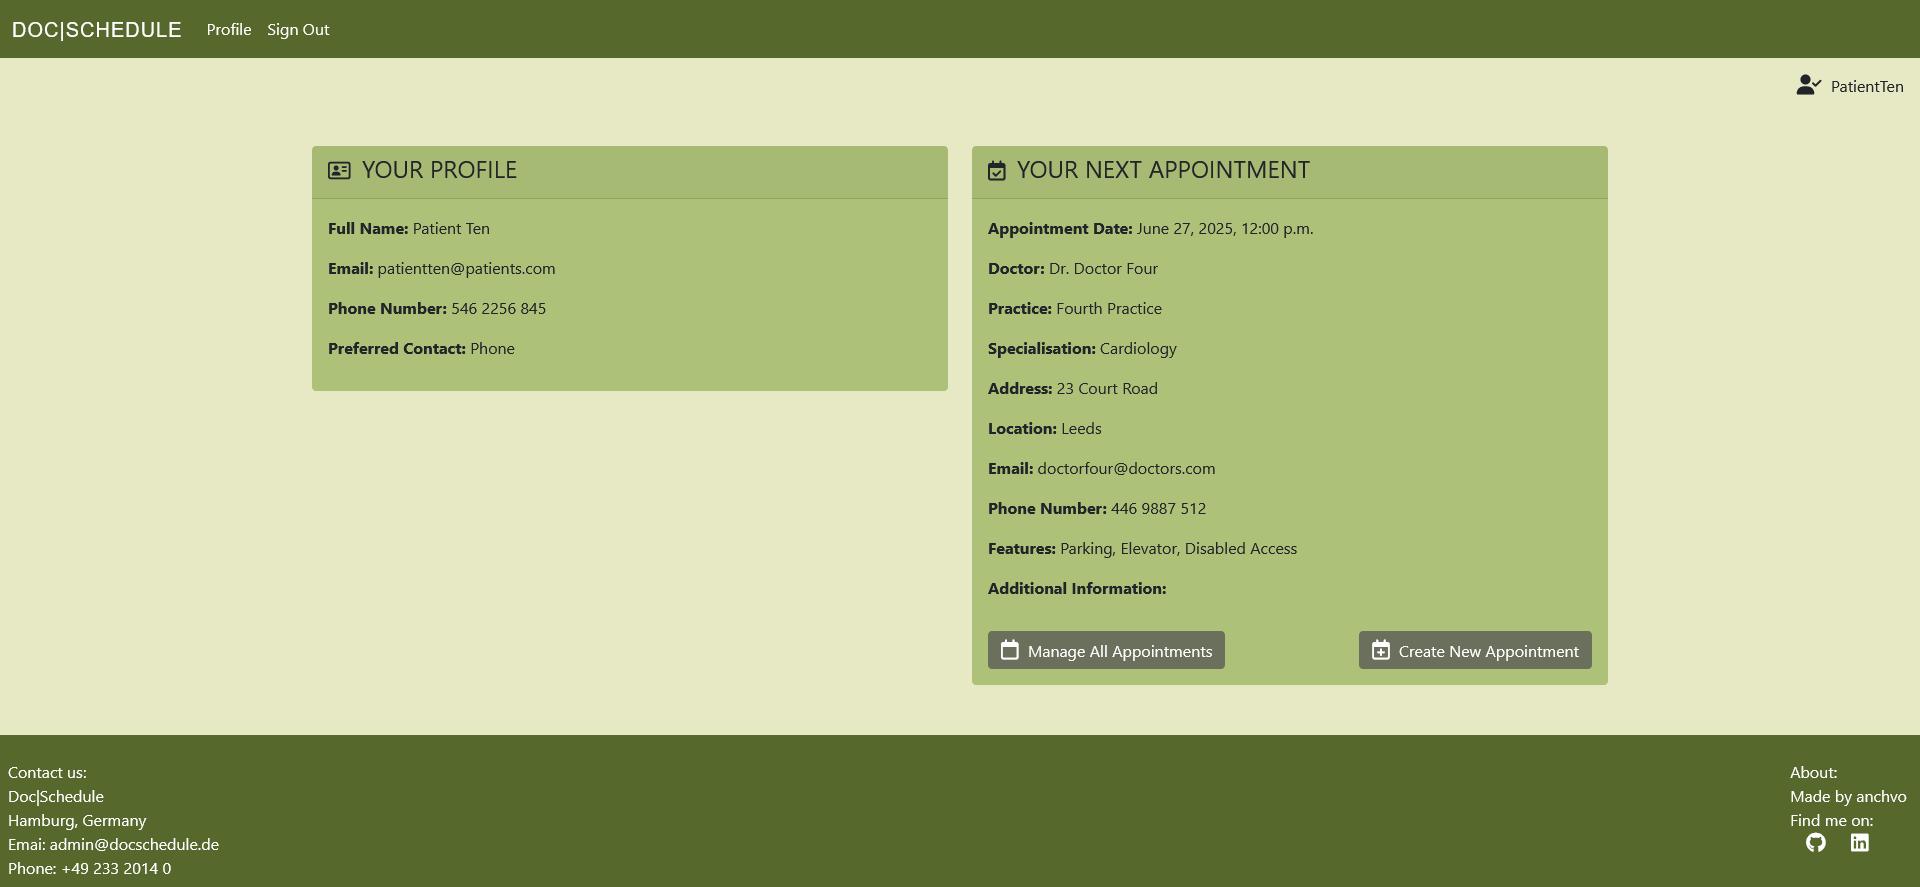 DOC|SCHEDULE Profile Sign Out
PatientTen
YOUR PROFILE
Full Name: Patient Ten
Email: patientten@patients.com
Phone Number: 546 2256 845
Preferred Contact: Phone
YOUR NEXT APPOINTMENT
Appointment Date: June 27, 2025, 12:00 p.m.
Doctor: Dr. Doctor Four
Practice: Fourth Practice
Specialisation: Cardiology
Address: 23 Court Road
Location: Leeds
Email: doctorfour@doctors.com
Phone Number: 446 9887 512
Features: Parking, Elevator, Disabled Access
Additional Information:
Manage All Appointments Create New Appointment
Contact us:
Doc|Schedule
Hamburg, Germany
Emai: admin@docschedule.de
Phone: +49 233 2014 0
About:
Made by anchvo
Find me on: